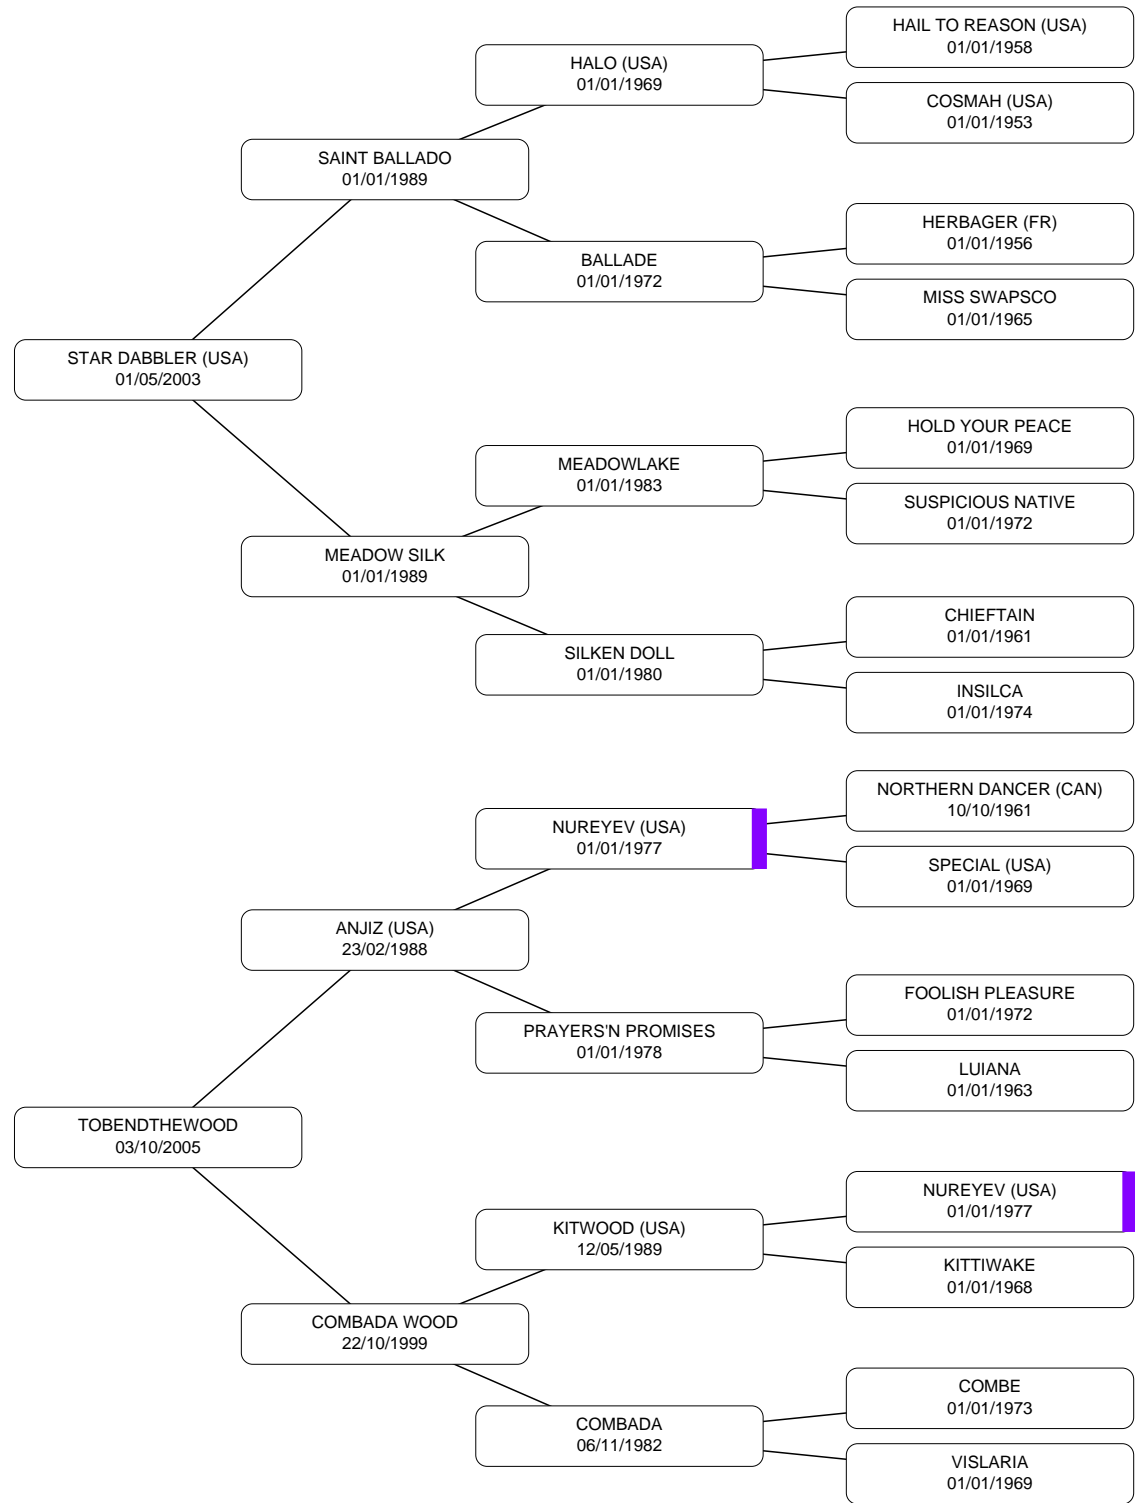 HAIL TO REASON (USA)
01/01/1958
HALO (USA)
01/01/1969
COSMAH (USA)
01/01/1953
SAINT BALLADO
01/01/1989
HERBAGER (FR)
01/01/1956
BALLADE
01/01/1972
MISS SWAPSCO
01/01/1965
STAR DABBLER (USA)
01/05/2003
HOLD YOUR PEACE
01/01/1969
MEADOWLAKE
01/01/1983
SUSPICIOUS NATIVE
01/01/1972
MEADOW SILK
01/01/1989
CHIEFTAIN
01/01/1961
SILKEN DOLL
01/01/1980
INSILCA
01/01/1974
NORTHERN DANCER (CAN)
10/10/1961
NUREYEV (USA)
01/01/1977
SPECIAL (USA)
01/01/1969
ANJIZ (USA)
23/02/1988
FOOLISH PLEASURE
01/01/1972
PRAYERS'N PROMISES
01/01/1978
LUIANA
01/01/1963
TOBENDTHEWOOD
03/10/2005
NUREYEV (USA)
01/01/1977
KITWOOD (USA)
12/05/1989
KITTIWAKE
01/01/1968
COMBADA WOOD
22/10/1999
COMBE
01/01/1973
COMBADA
06/11/1982
VISLARIA
01/01/1969